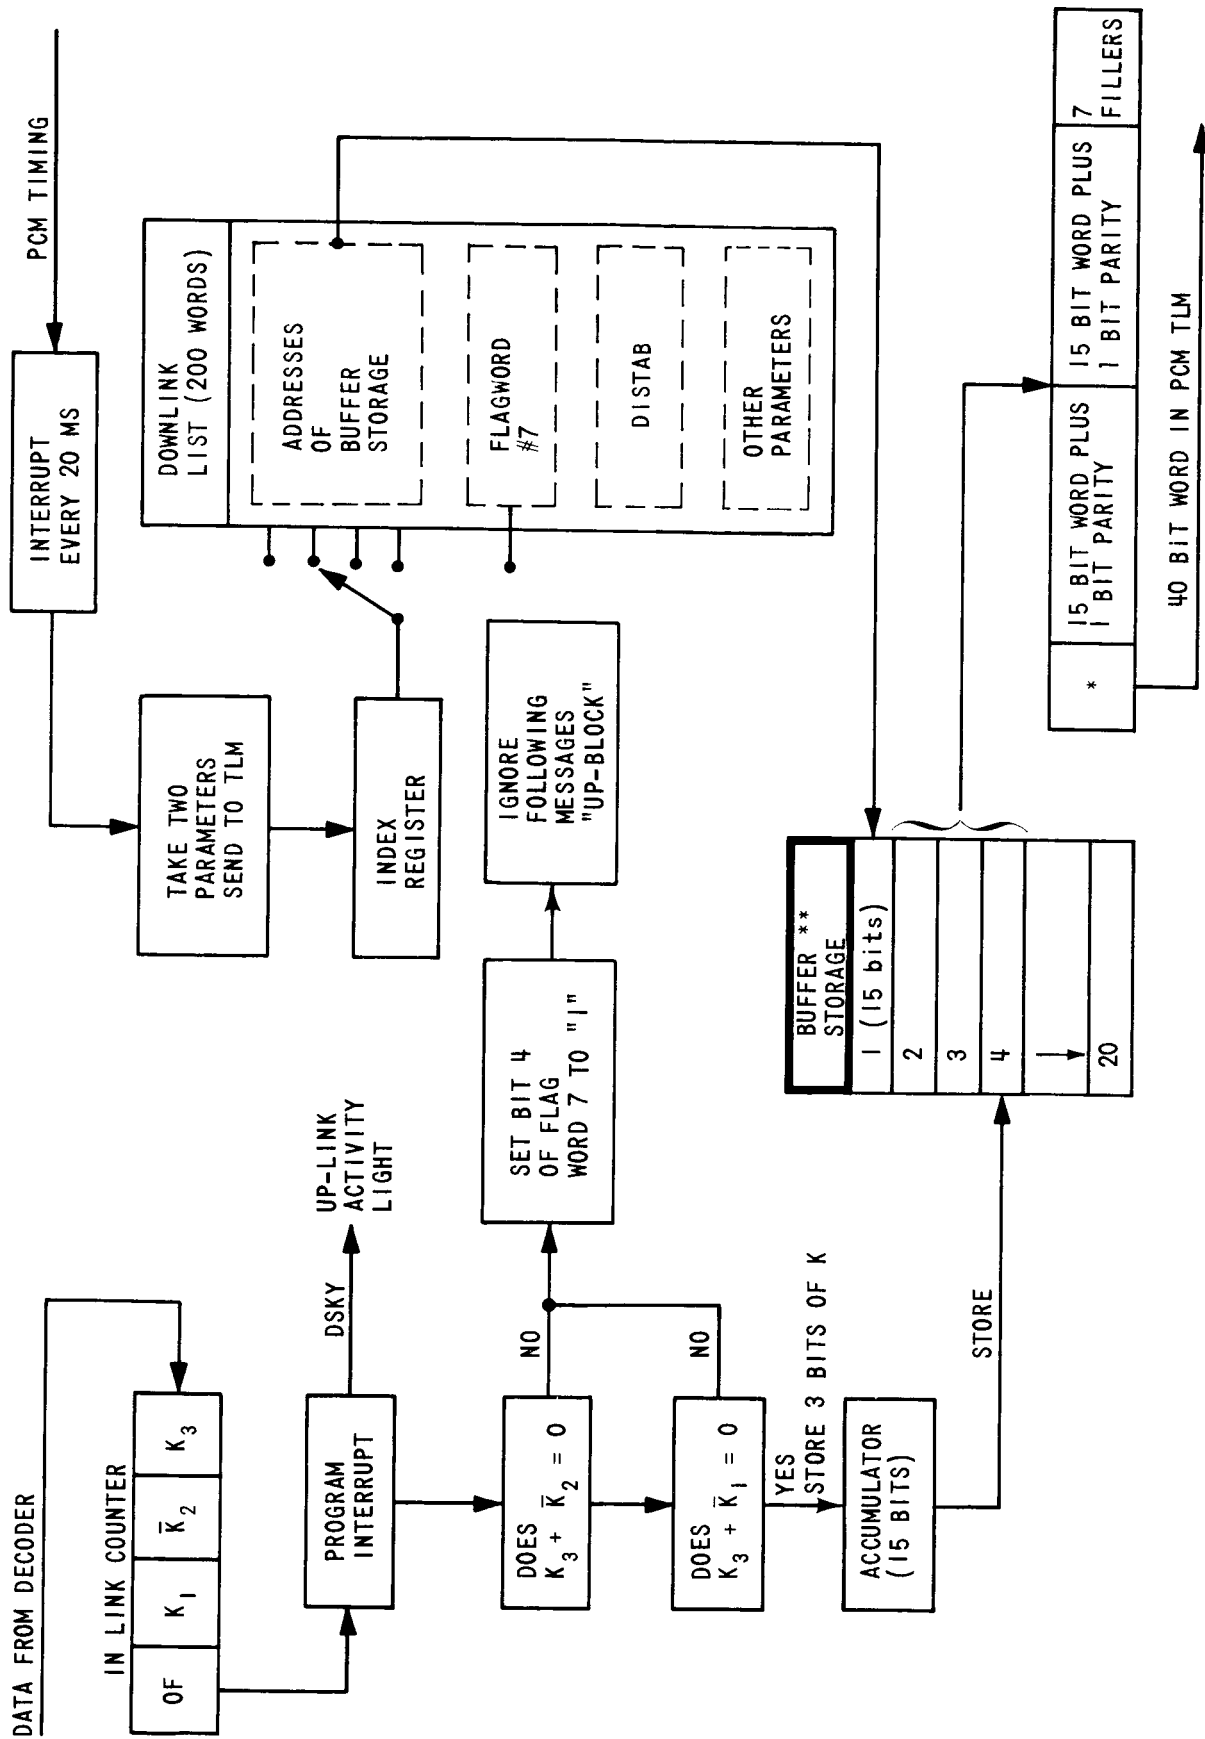 DATA FROM DECODER
IN LINK COUNTER
OF
K1
K̅2
K3
PROGRAM
INTERRUPT
DSKY
UP-LINK
ACTIVITY
LIGHT
DOES
K3 + K̅2 = 0
NO
DOES
K3 + K̅1 = 0
NO
YES
STORE 3 BITS OF K
ACCUMULATOR
(15 BITS)
STORE
SET BIT 4
OF FLAG
WORD 7 TO "1"
IGNORE
FOLLOWING
MESSAGES
"UP-BLOCK"
BUFFER **
STORAGE
1 (15 bits)
2
3
4
20
PCM TIMING
INTERRUPT
EVERY 20 MS
TAKE TWO
PARAMETERS
SEND TO TLM
INDEX
REGISTER
DOWNLINK
LIST (200 WORDS)
ADDRESSES
OF
BUFFER
STORAGE
FLAGWORD
#7
DISTAB
OTHER
PARAMETERS
*
15 BIT WORD PLUS
1 BIT PARITY
15 BIT WORD PLUS
1 BIT PARITY
7
FILLERS
40 BIT WORD IN PCM TLM